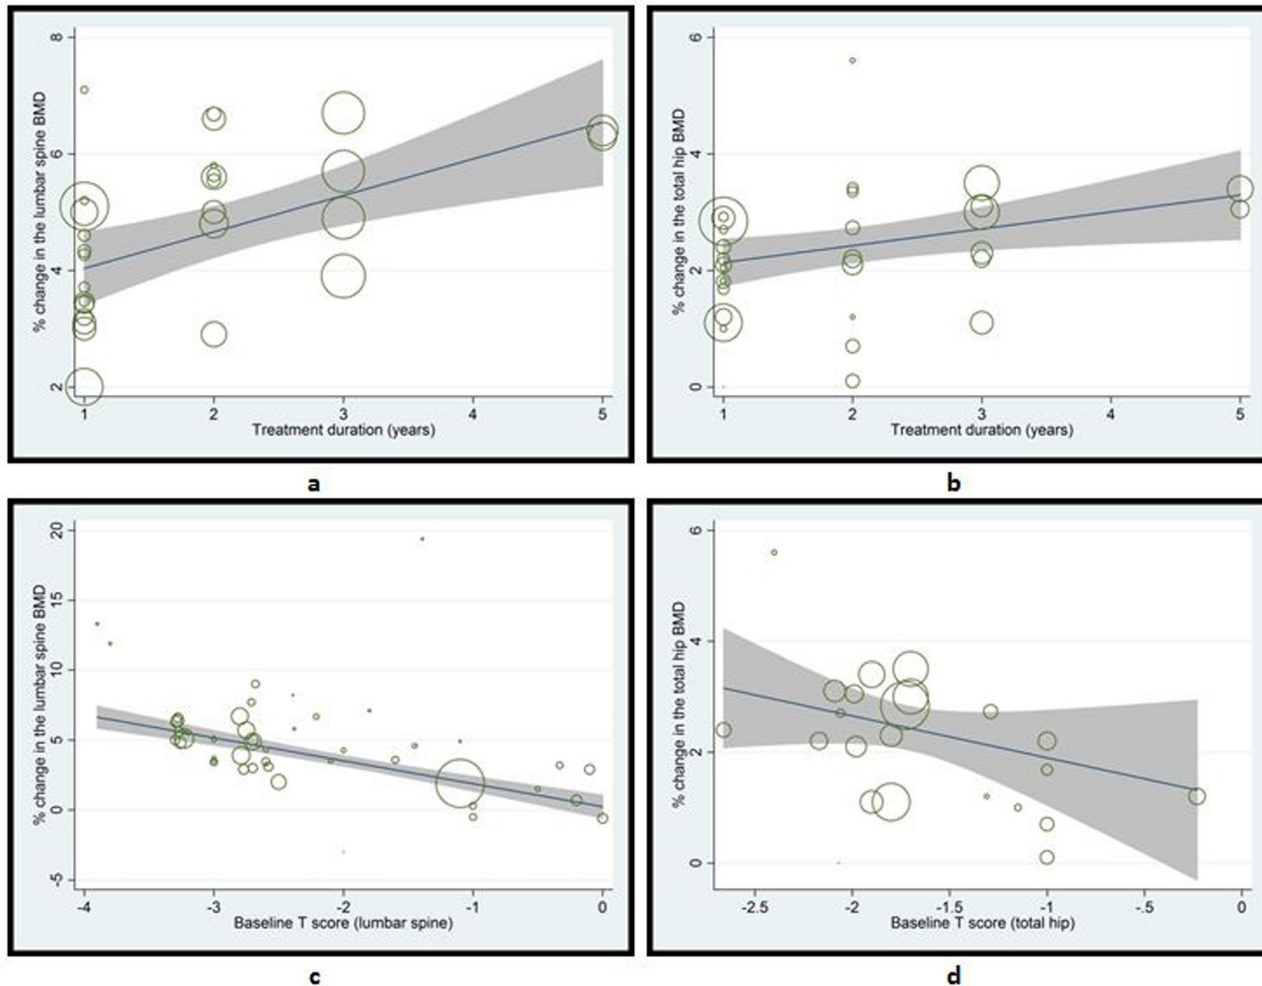 % change in the lumbar spine BMD
8
6
4
2
1 2 3 4 5
Treatment duration (years)
a
% change in the total hip BMD
6
4
2
0
1 2 3 4 5
Treatment duration (years)
b
% change in the lumbar spine BMD
20
15
10
5
0
-5
-4 -3 -2 -1 0
Baseline T score (lumbar spine)
c
% change in the total hip BMD
6
4
2
0
-2.5 -2 -1.5 -1 -.5 0
Baseline T score (total hip)
d